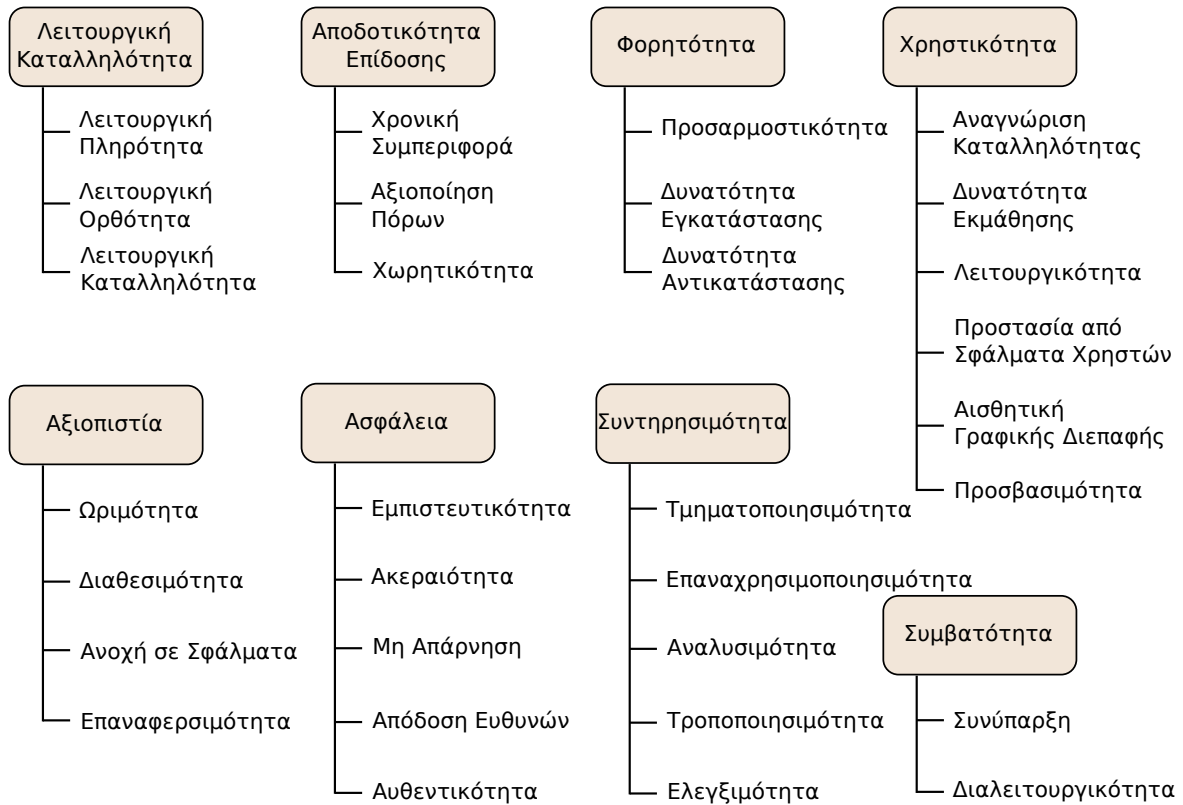 Λειτουργική
Καταλληλότητα
Λειτουργική
Πληρότητα
Λειτουργική
Ορθότητα
Λειτουργική
Καταλληλότητα
Αποδοτικότητα
Επίδοσης
Χρονική
Συμπεριφορά
Αξιοποίηση
Πόρων
Χωρητικότητα
Φορητότητα
Προσαρμοστικότητα
Δυνατότητα
Εγκατάστασης
Δυνατότητα
Αντικατάστασης
Χρηστικότητα
Αναγνώριση
Καταλληλότητας
Δυνατότητα
Εκμάθησης
Λειτουργικότητα
Προστασία από
Σφάλματα Χρηστών
Αισθητική
Γραφικής Διεπαφής
Προσβασιμότητα
Αξιοπιστία
Ωριμότητα
Διαθεσιμότητα
Ανοχή σε Σφάλματα
Επαναφερσιμότητα
Ασφάλεια
Εμπιστευτικότητα
Ακεραιότητα
Μη Απάρνηση
Απόδοση Ευθυνών
Αυθεντικότητα
Συντηρησιμότητα
Τμηματοποιησιμότητα
Επαναχρησιμοποιησιμότητα
Αναλυσιμότητα
Τροποποιησιμότητα
Ελεγξιμότητα
Συμβατότητα
Συνύπαρξη
Διαλειτουργικότητα